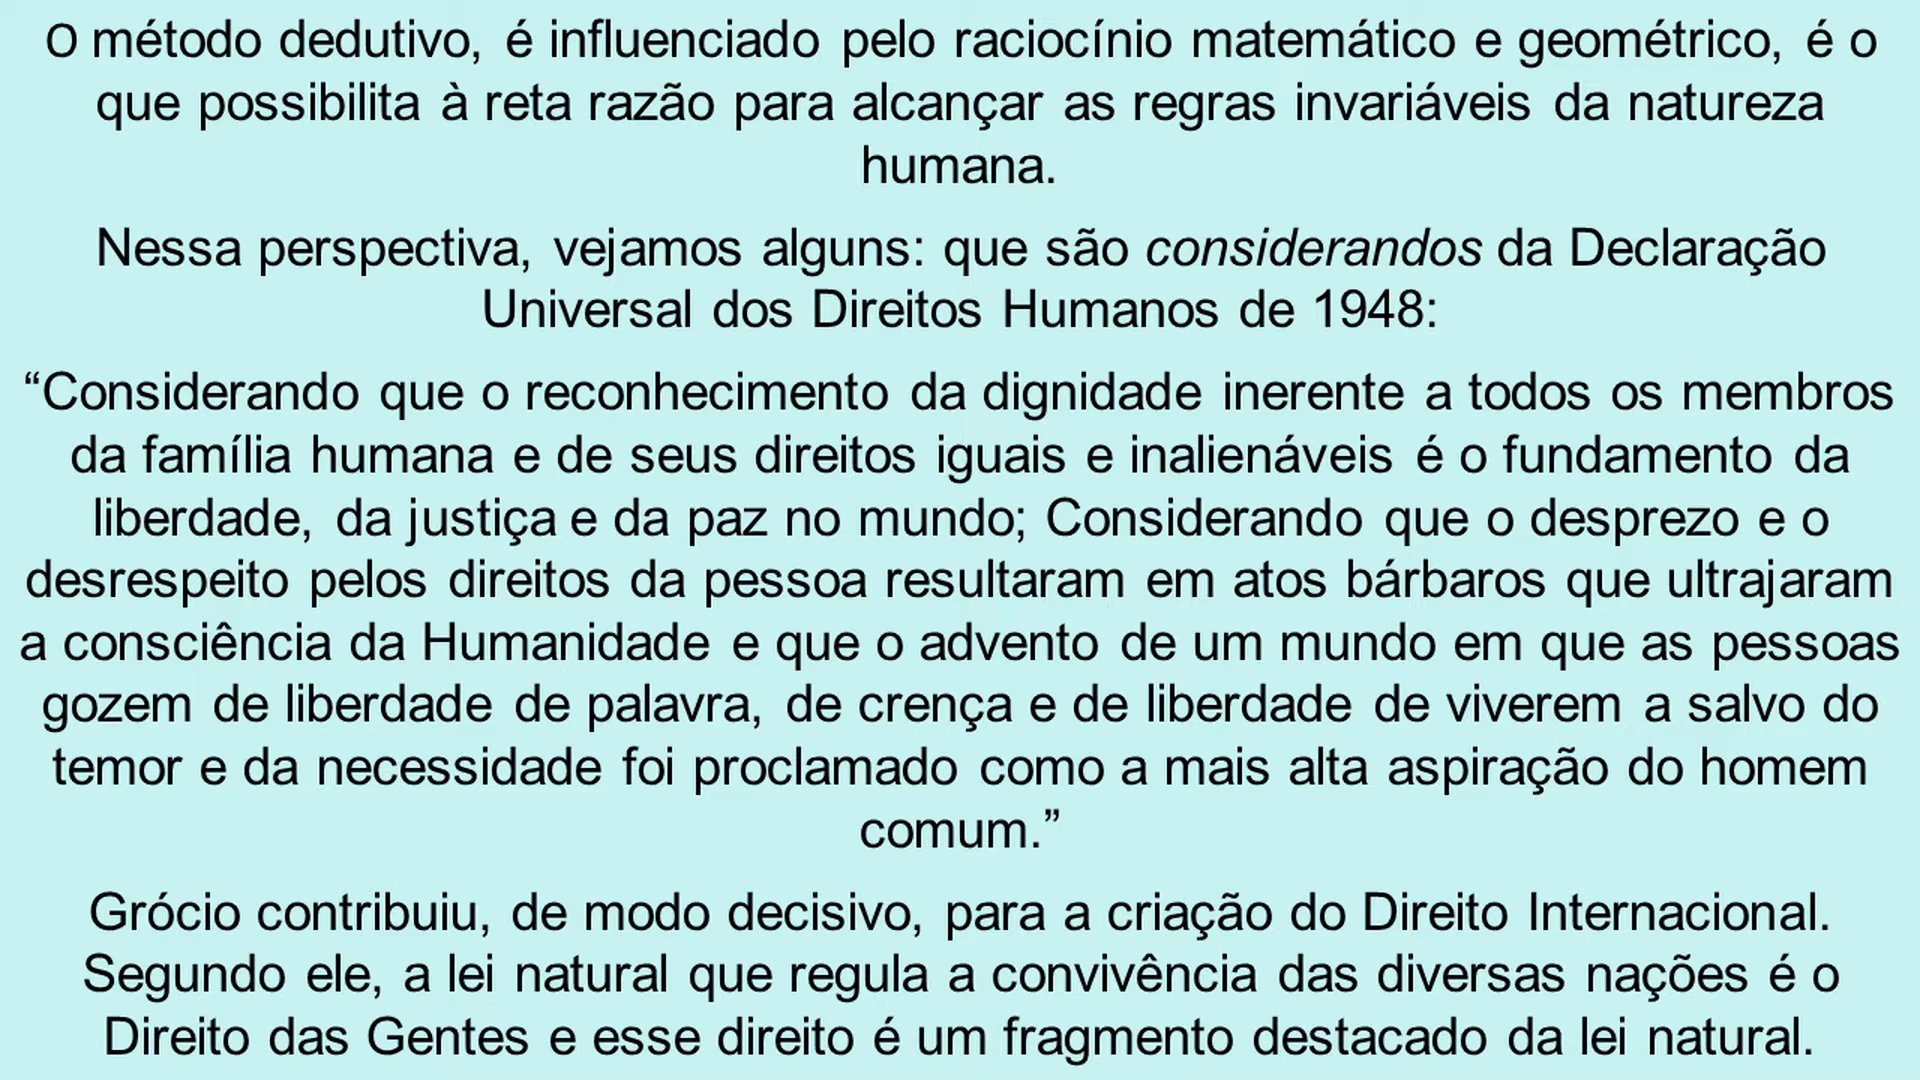 O método dedutivo, é influenciado pelo raciocínio matemático e geométrico, é o
que possibilita à reta razão para alcançar as regras invariáveis da natureza
humana.
Nessa perspectiva, vejamos alguns: que são considerandos da Declaração
Universal dos Direitos Humanos de 1948:
“Considerando que o reconhecimento da dignidade inerente a todos os membros
da família humana e de seus direitos iguais e inalienáveis é o fundamento da
liberdade, da justiça e da paz no mundo; Considerando que o desprezo e o
desrespeito pelos direitos da pessoa resultaram em atos bárbaros que ultrajaram
a consciência da Humanidade e que o advento de um mundo em que as pessoas
gozem de liberdade de palavra, de crença e de liberdade de viverem a salvo do
temor e da necessidade foi proclamado como a mais alta aspiração do homem
comum.”
Grócio contribuiu, de modo decisivo, para a criação do Direito Internacional.
Segundo ele, a lei natural que regula a convivência das diversas nações é o
Direito das Gentes e esse direito é um fragmento destacado da lei natural.